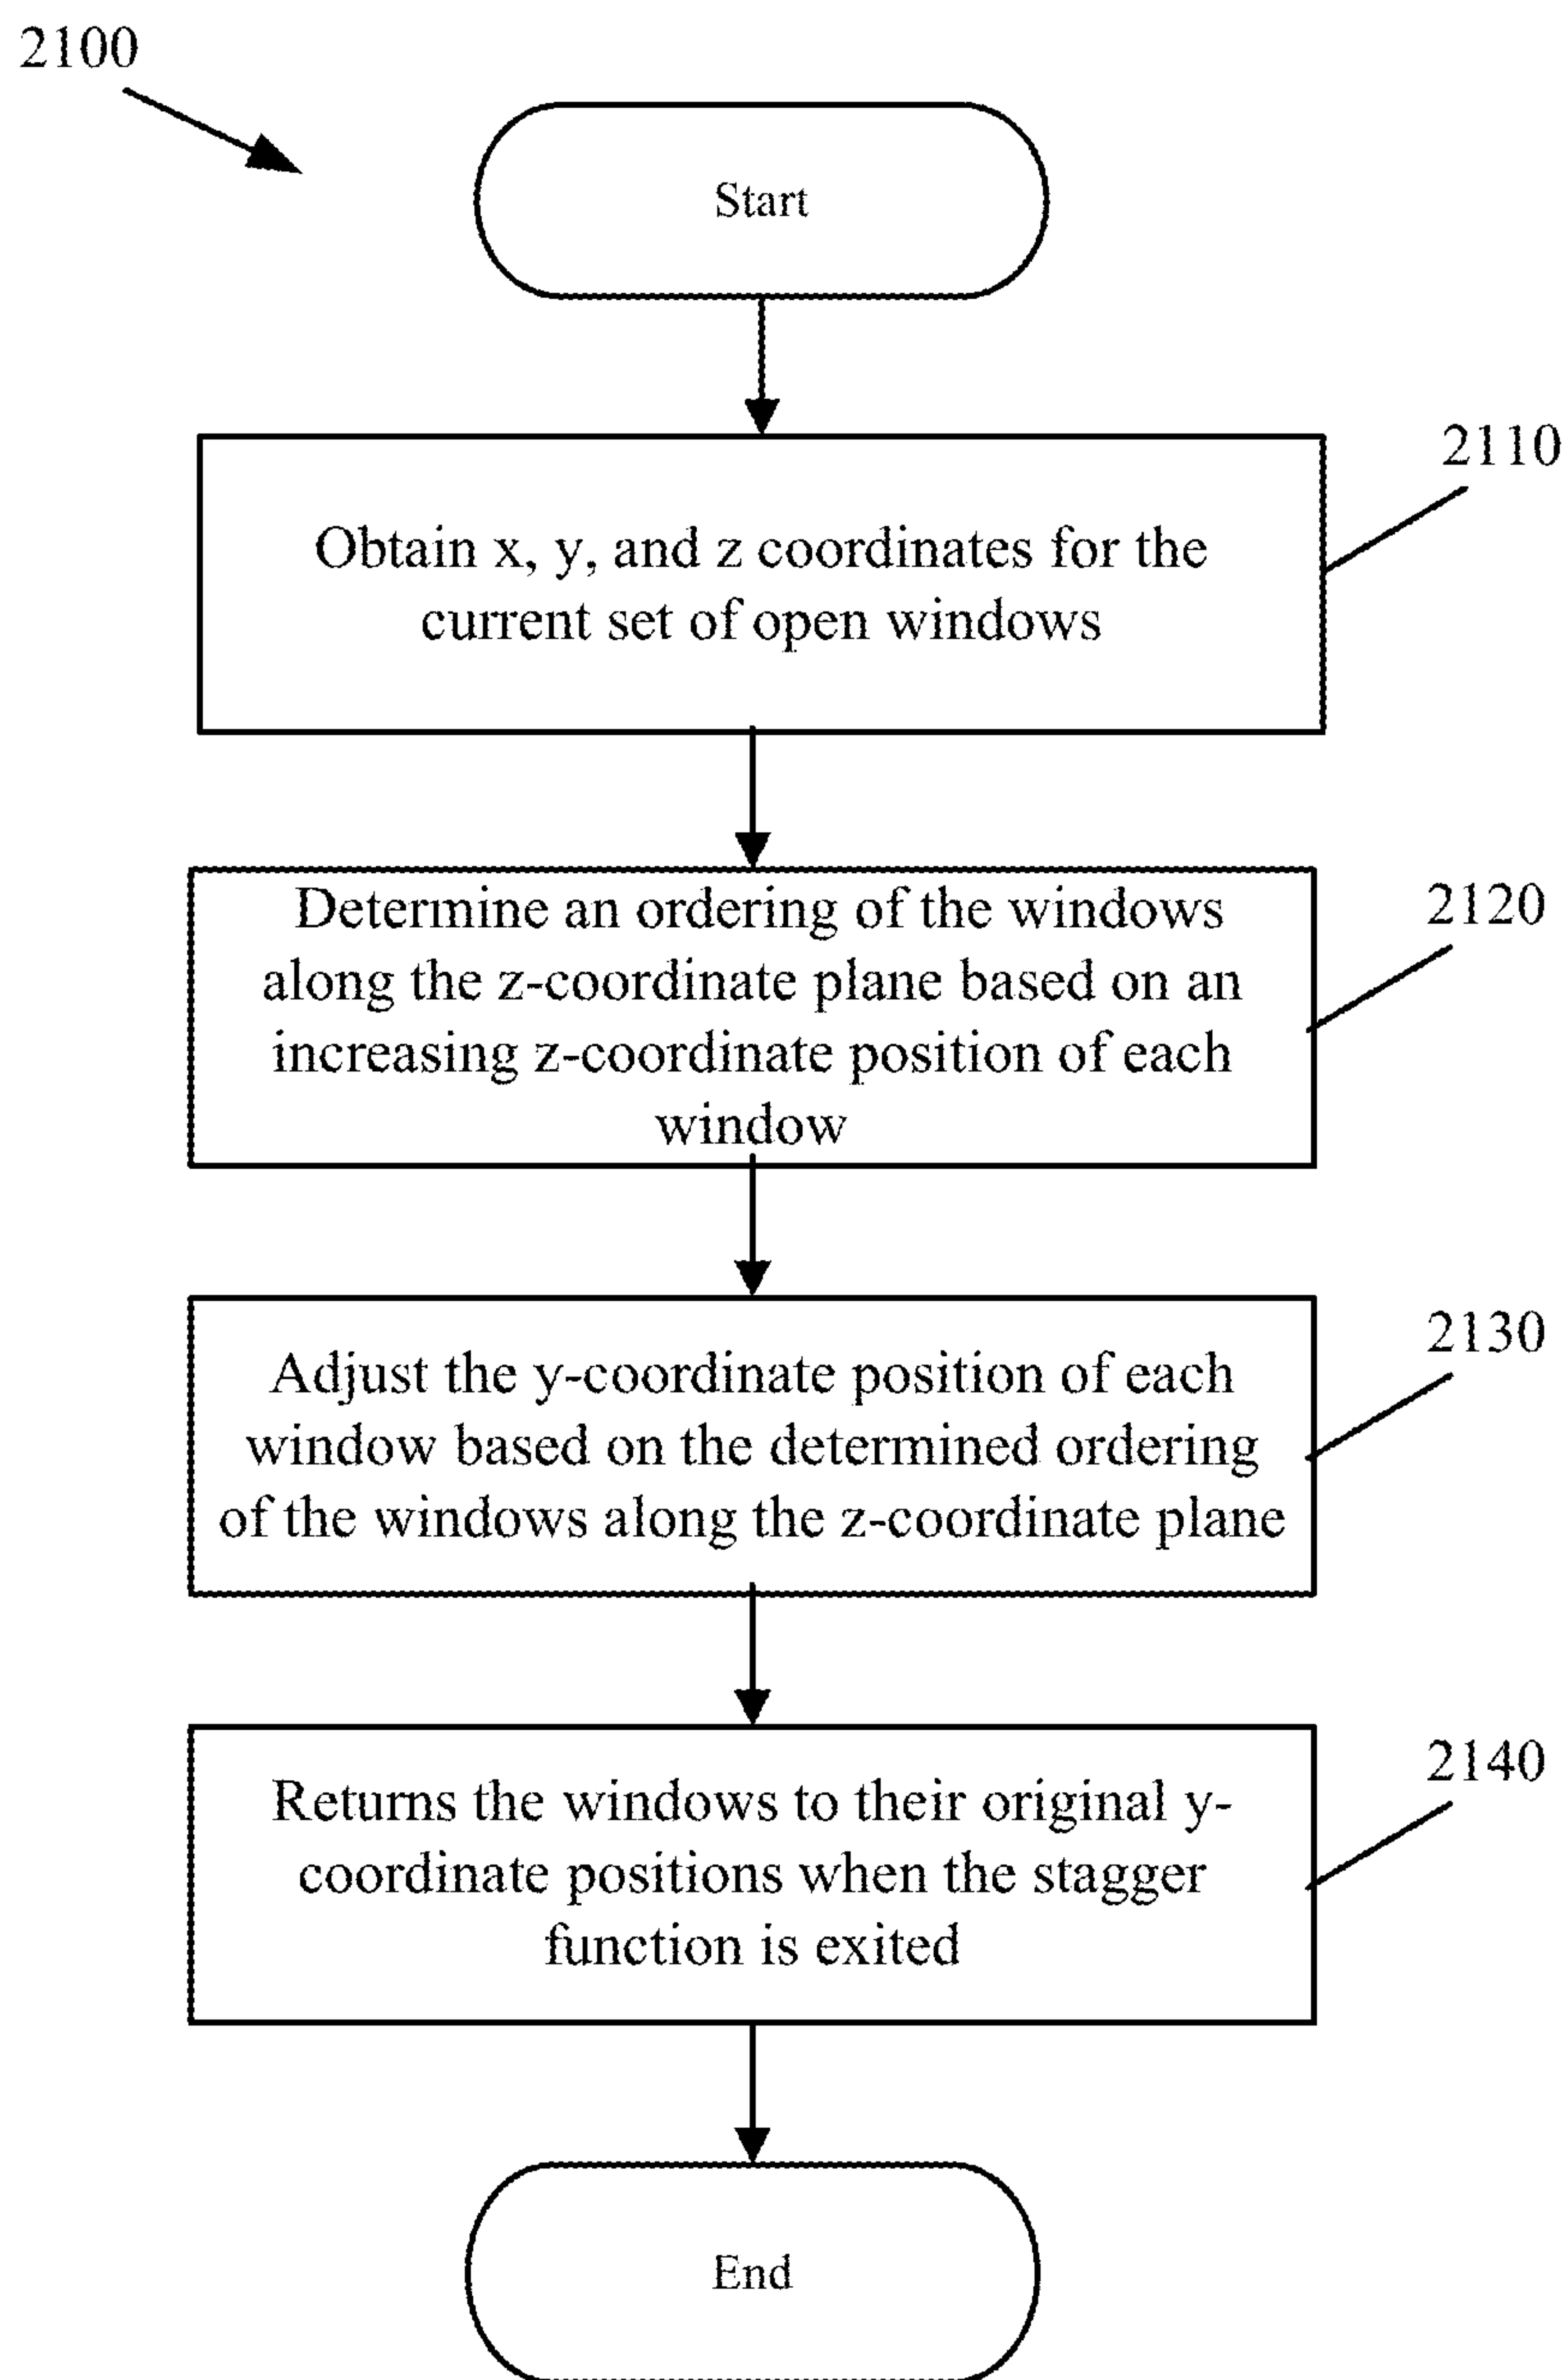 2100
Start
2110
Obtain x, y, and z coordinates for the
current set of open windows
2120
Determine an ordering of the windows
along the z-coordinate plane based on an
increasing z-coordinate position of each
window
2130
Adjust the y-coordinate position of each
window based on the determined ordering
of the windows along the z-coordinate plane
2140
Returns the windows to their original y-
coordinate positions when the stagger
function is exited
End